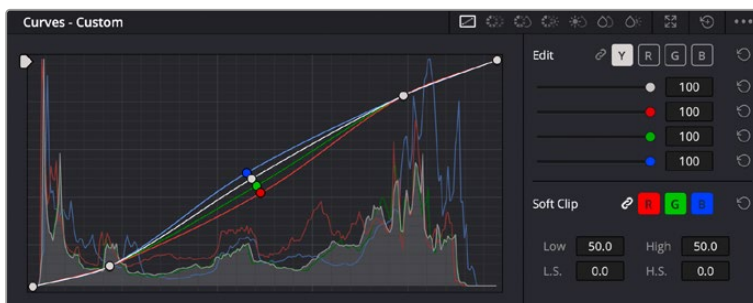 Curves - Custom
Edit Y R G B
100
100
100
100
Soft Clip R G B
Low 50.0 High 50.0
L.S. 0.0 H.S. 0.0